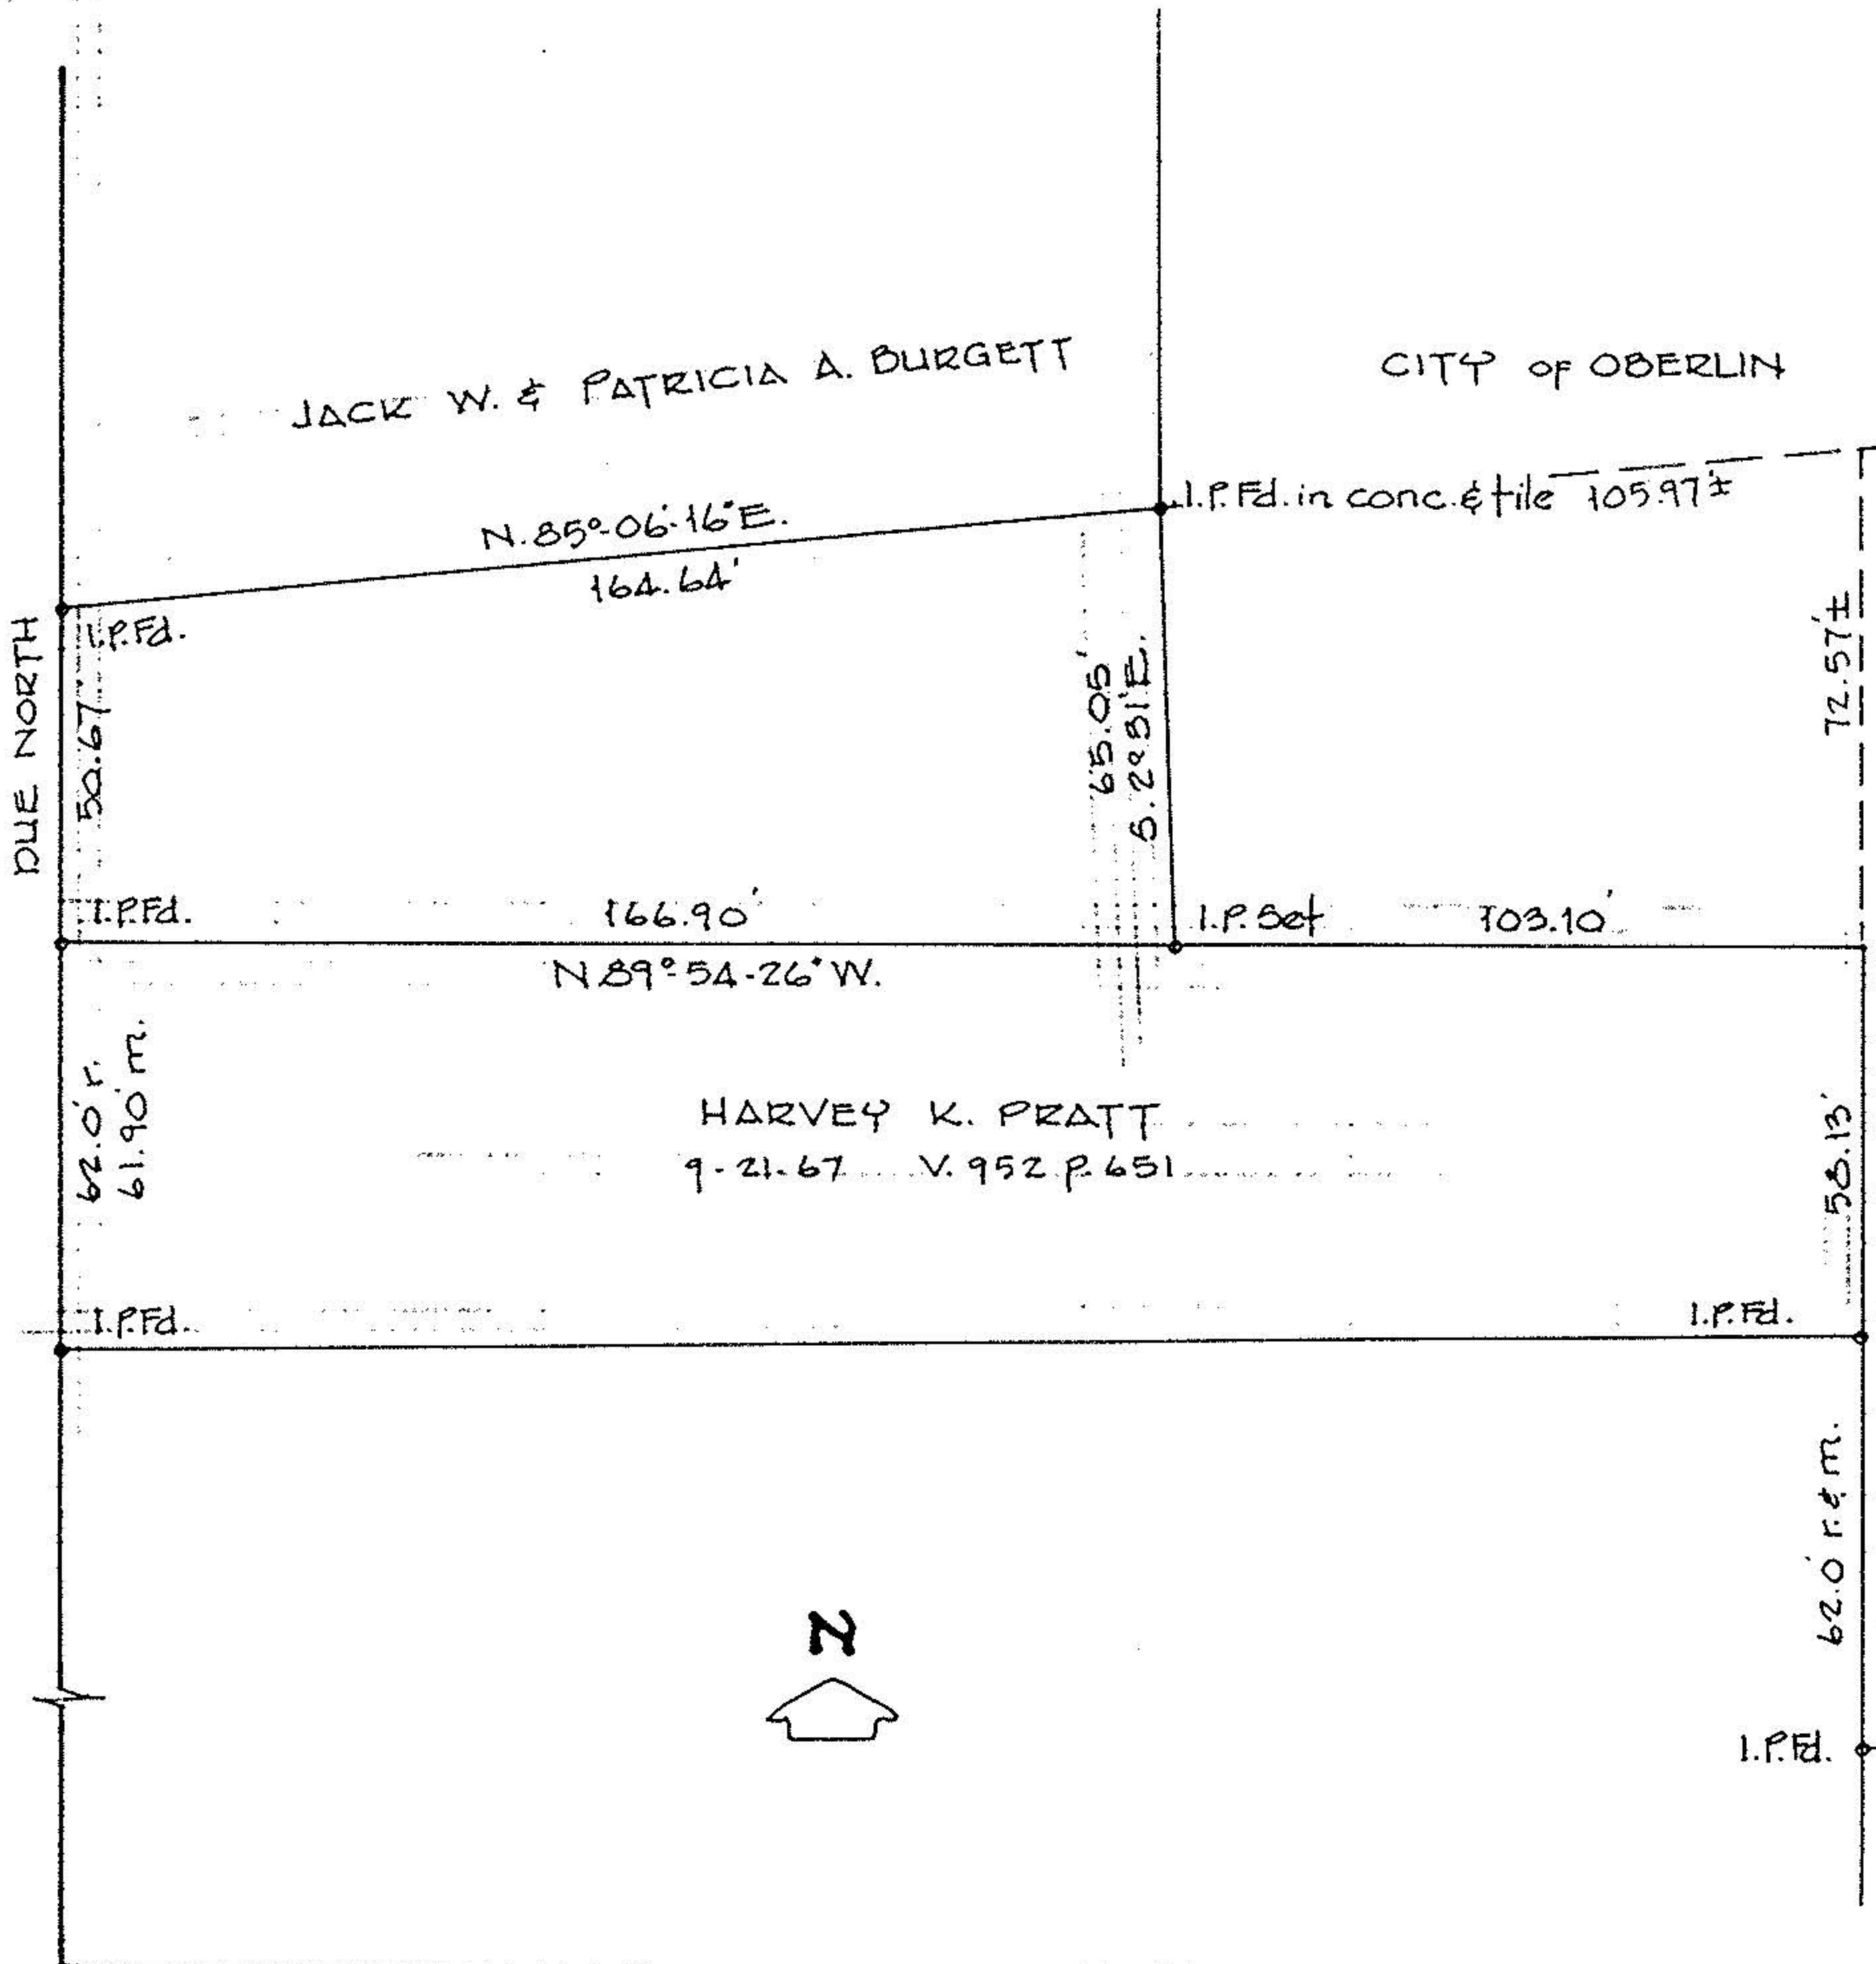 JACK W. & PATRICIA A. BURGETT
CITY of OBERLIN
N. 85°-06'-16" E.
164.64'
I.P. Fd. in conc. & tile 105.97'±
I.P. Fd.
DUE NORTH
50.67'
65.05'
S. 2° 31' E.
72.57'±
I.P. Fd.
166.90'
I.P. Set
103.10'
N 89°-54-26" W.
62.0' r.
61.90' m.
HARVEY K. PRATT
9-21-67 V. 952 P. 651
58.13'
I.P. Fd.
I.P. Fd.
62.0' r. & m.
N
I.P. Fd.